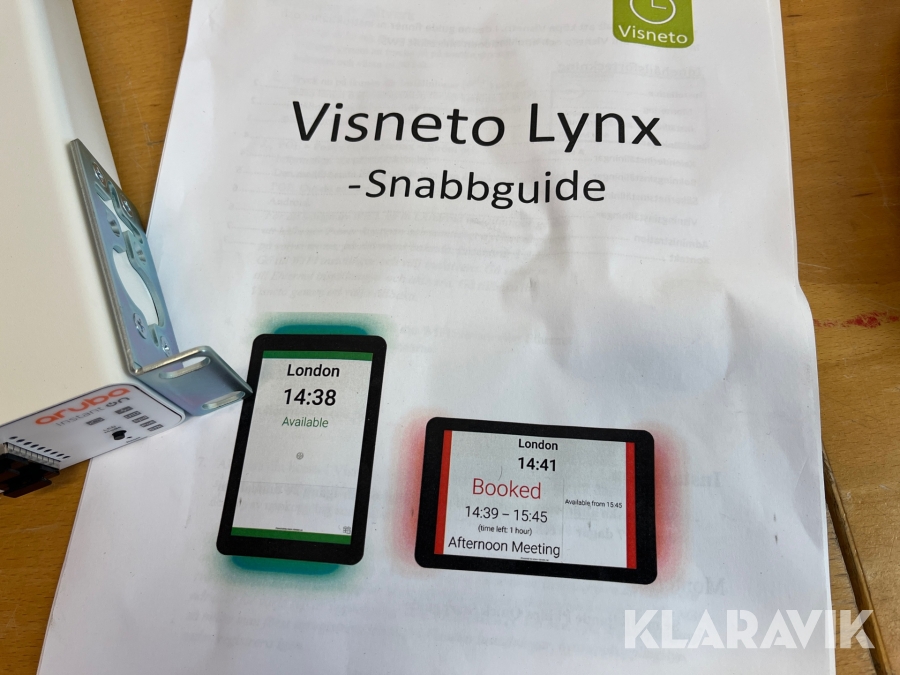 Visneto
Visneto Lynx
-Snabbguide
London
14:38
Available
London
14:41
Booked
14:39 – 15:45
(time left: 1 hour)
Afternoon Meeting
Available from 15:45
aruba
instant on
KLARAVIK